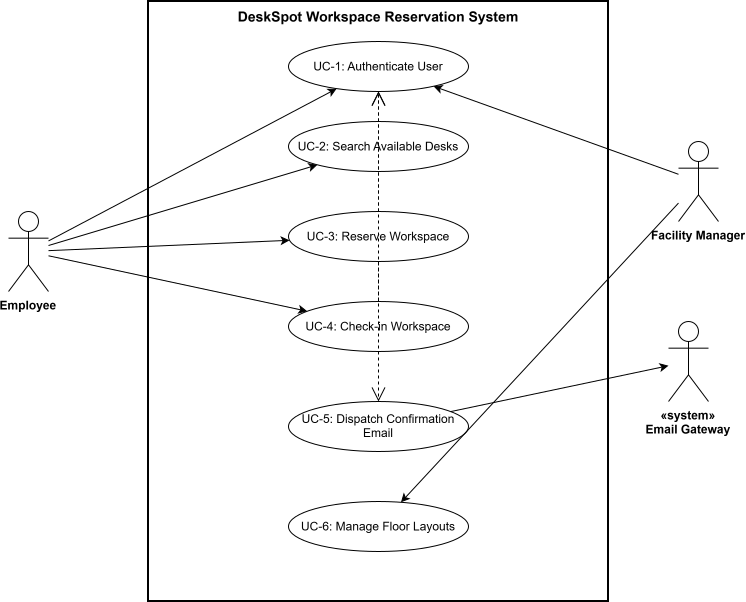 DeskSpot Workspace Reservation System
UC-1: Authenticate User
UC-2: Search Available Desks
UC-3: Reserve Workspace
UC-4: Check-in Workspace
UC-5: Dispatch Confirmation
Email
UC-6: Manage Floor Layouts
Employee
Facility Manager
«system»
Email Gateway